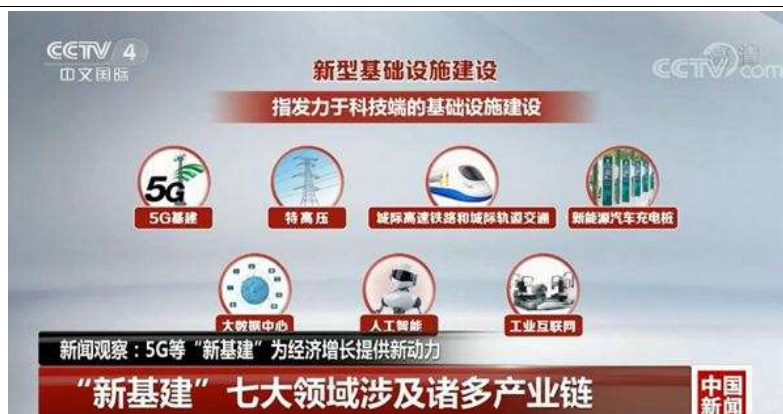 CCTV 4
中文国际
CCTV com
新型基础设施建设
指发力于科技端的基础设施建设
5G
5G基建
特高压
城际高速铁路和城际轨道交通
新能源汽车充电桩
大数据中心
人工智能
工业互联网
新闻观察：5G等“新基建”为经济增长提供新动力
“新基建”七大领域涉及诸多产业链
中国
新闻